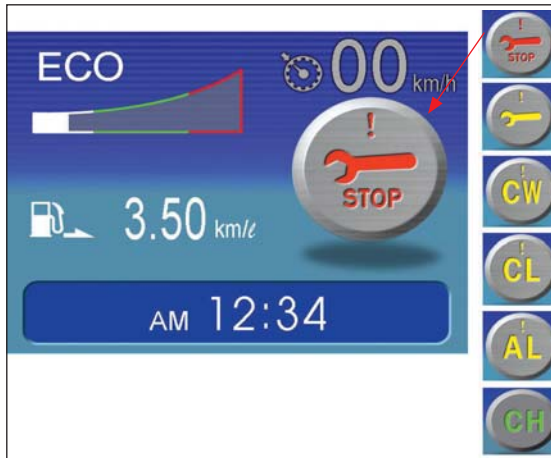 ECO
00 km/h
!
STOP
3.50 km/ℓ
AM 12:34
!
STOP
!
!
CW
!
CL
!
AL
CH